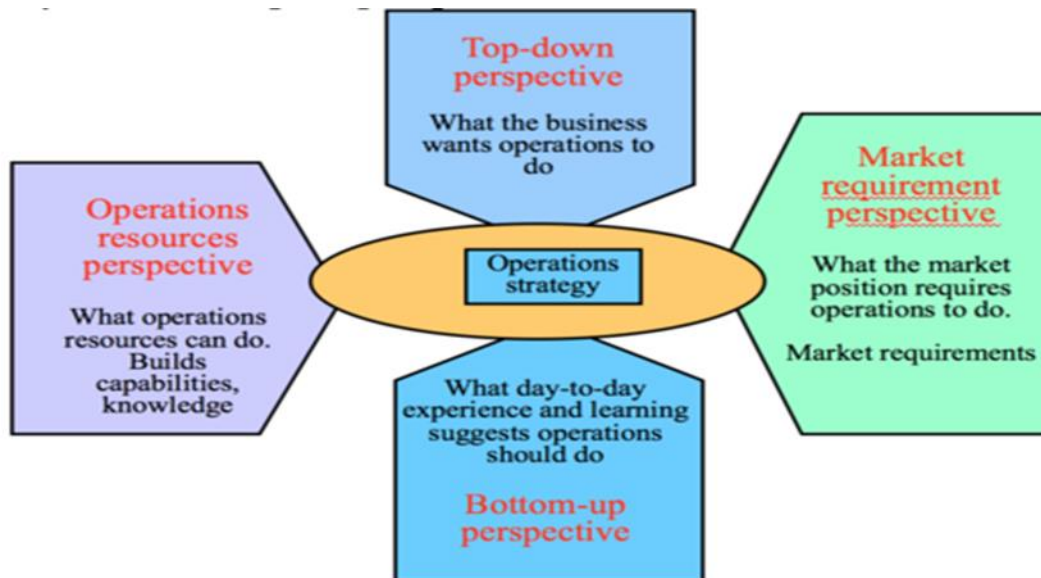 Top-down
perspective
What the business
wants operations to
do
Operations
resources
perspective
What operations
resources can do.
Builds
capabilities,
knowledge
Operations
strategy
Market
requirement
perspective
What the market
position requires
operations to do.
Market requirements
What day-to-day
experience and learning
suggests operations
should do
Bottom-up
perspective